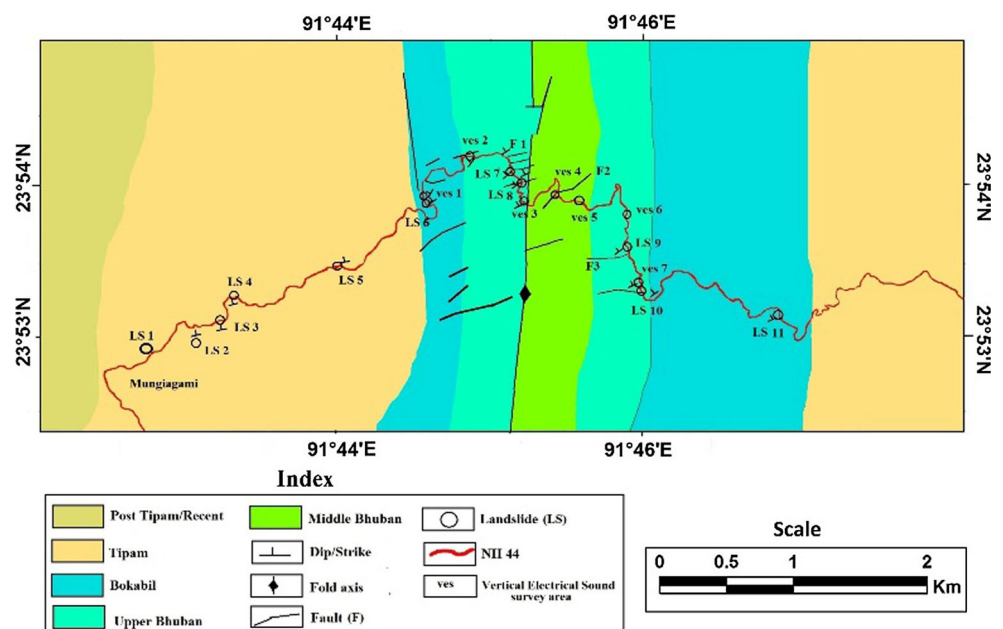 91°44'E 91°46'E
23°54'N
23°53'N
23°54'N
23°53'N
ves 2
F 1
LS 7
ves 4
F2
ves 1
LS 8
ves 3
ves 5
ves 6
LS 6
LS 9
F3
LS 5
LS 4
ves 7
LS 10
LS 3
LS 11
LS 1
LS 2
Mungiagami
91°44'E 91°46'E
Index
Post Tipam/Recent
Tipam
Bokabil
Upper Bhuban
Middle Bhuban
Dip/Strike
Fold axis
Fault (F)
Landslide (LS)
NII 44
ves
Vertical Electrical Sound
survey area
Scale
0 0.5 1 2
Km